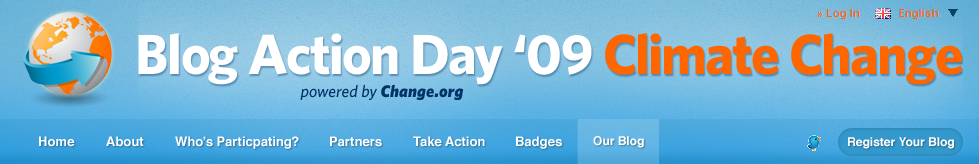 » Log In English
Blog Action Day ‘09 Climate Change
powered by Change.org
Home About Who's Particpating? Partners Take Action Badges Our Blog Register Your Blog